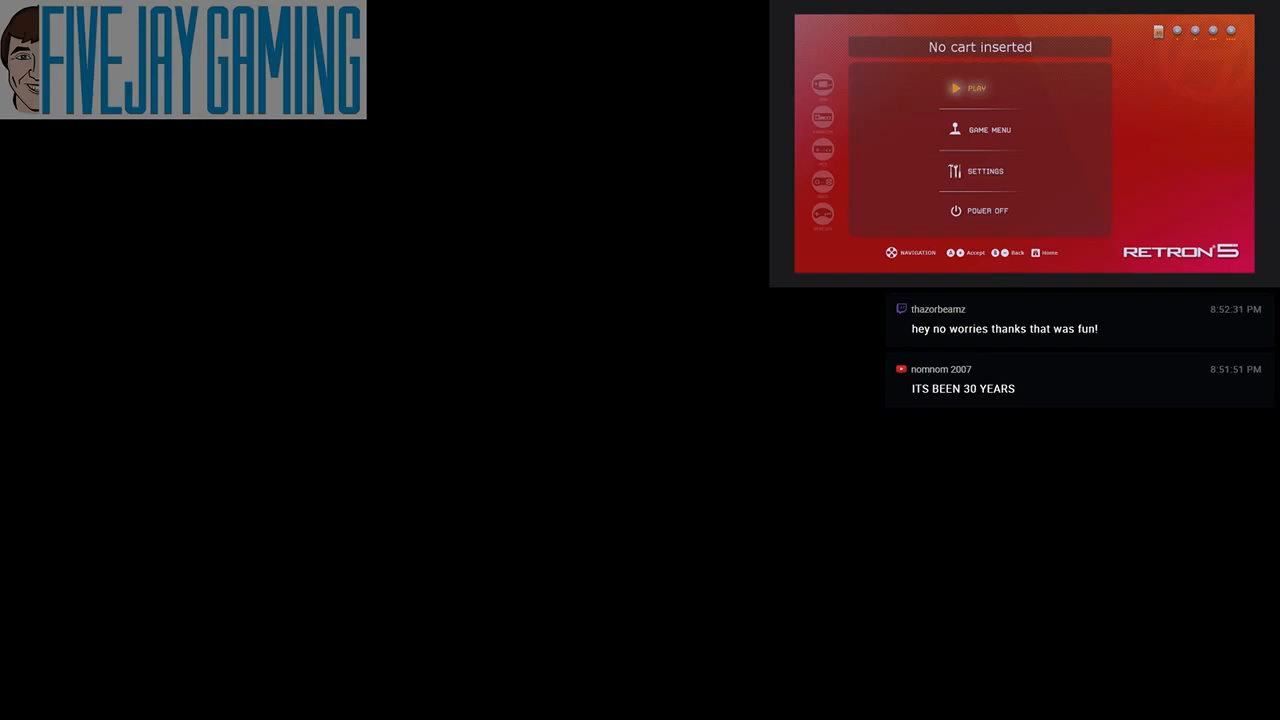 FIVEJAY GAMING
No cart inserted
PLAY
GAME MENU
SETTINGS
POWER OFF
NAVIGATION Accept Back Home
RETRON 5
thazorbeamz 8:52:31 PM
hey no worries thanks that was fun!
nomnom 2007 8:51:51 PM
ITS BEEN 30 YEARS